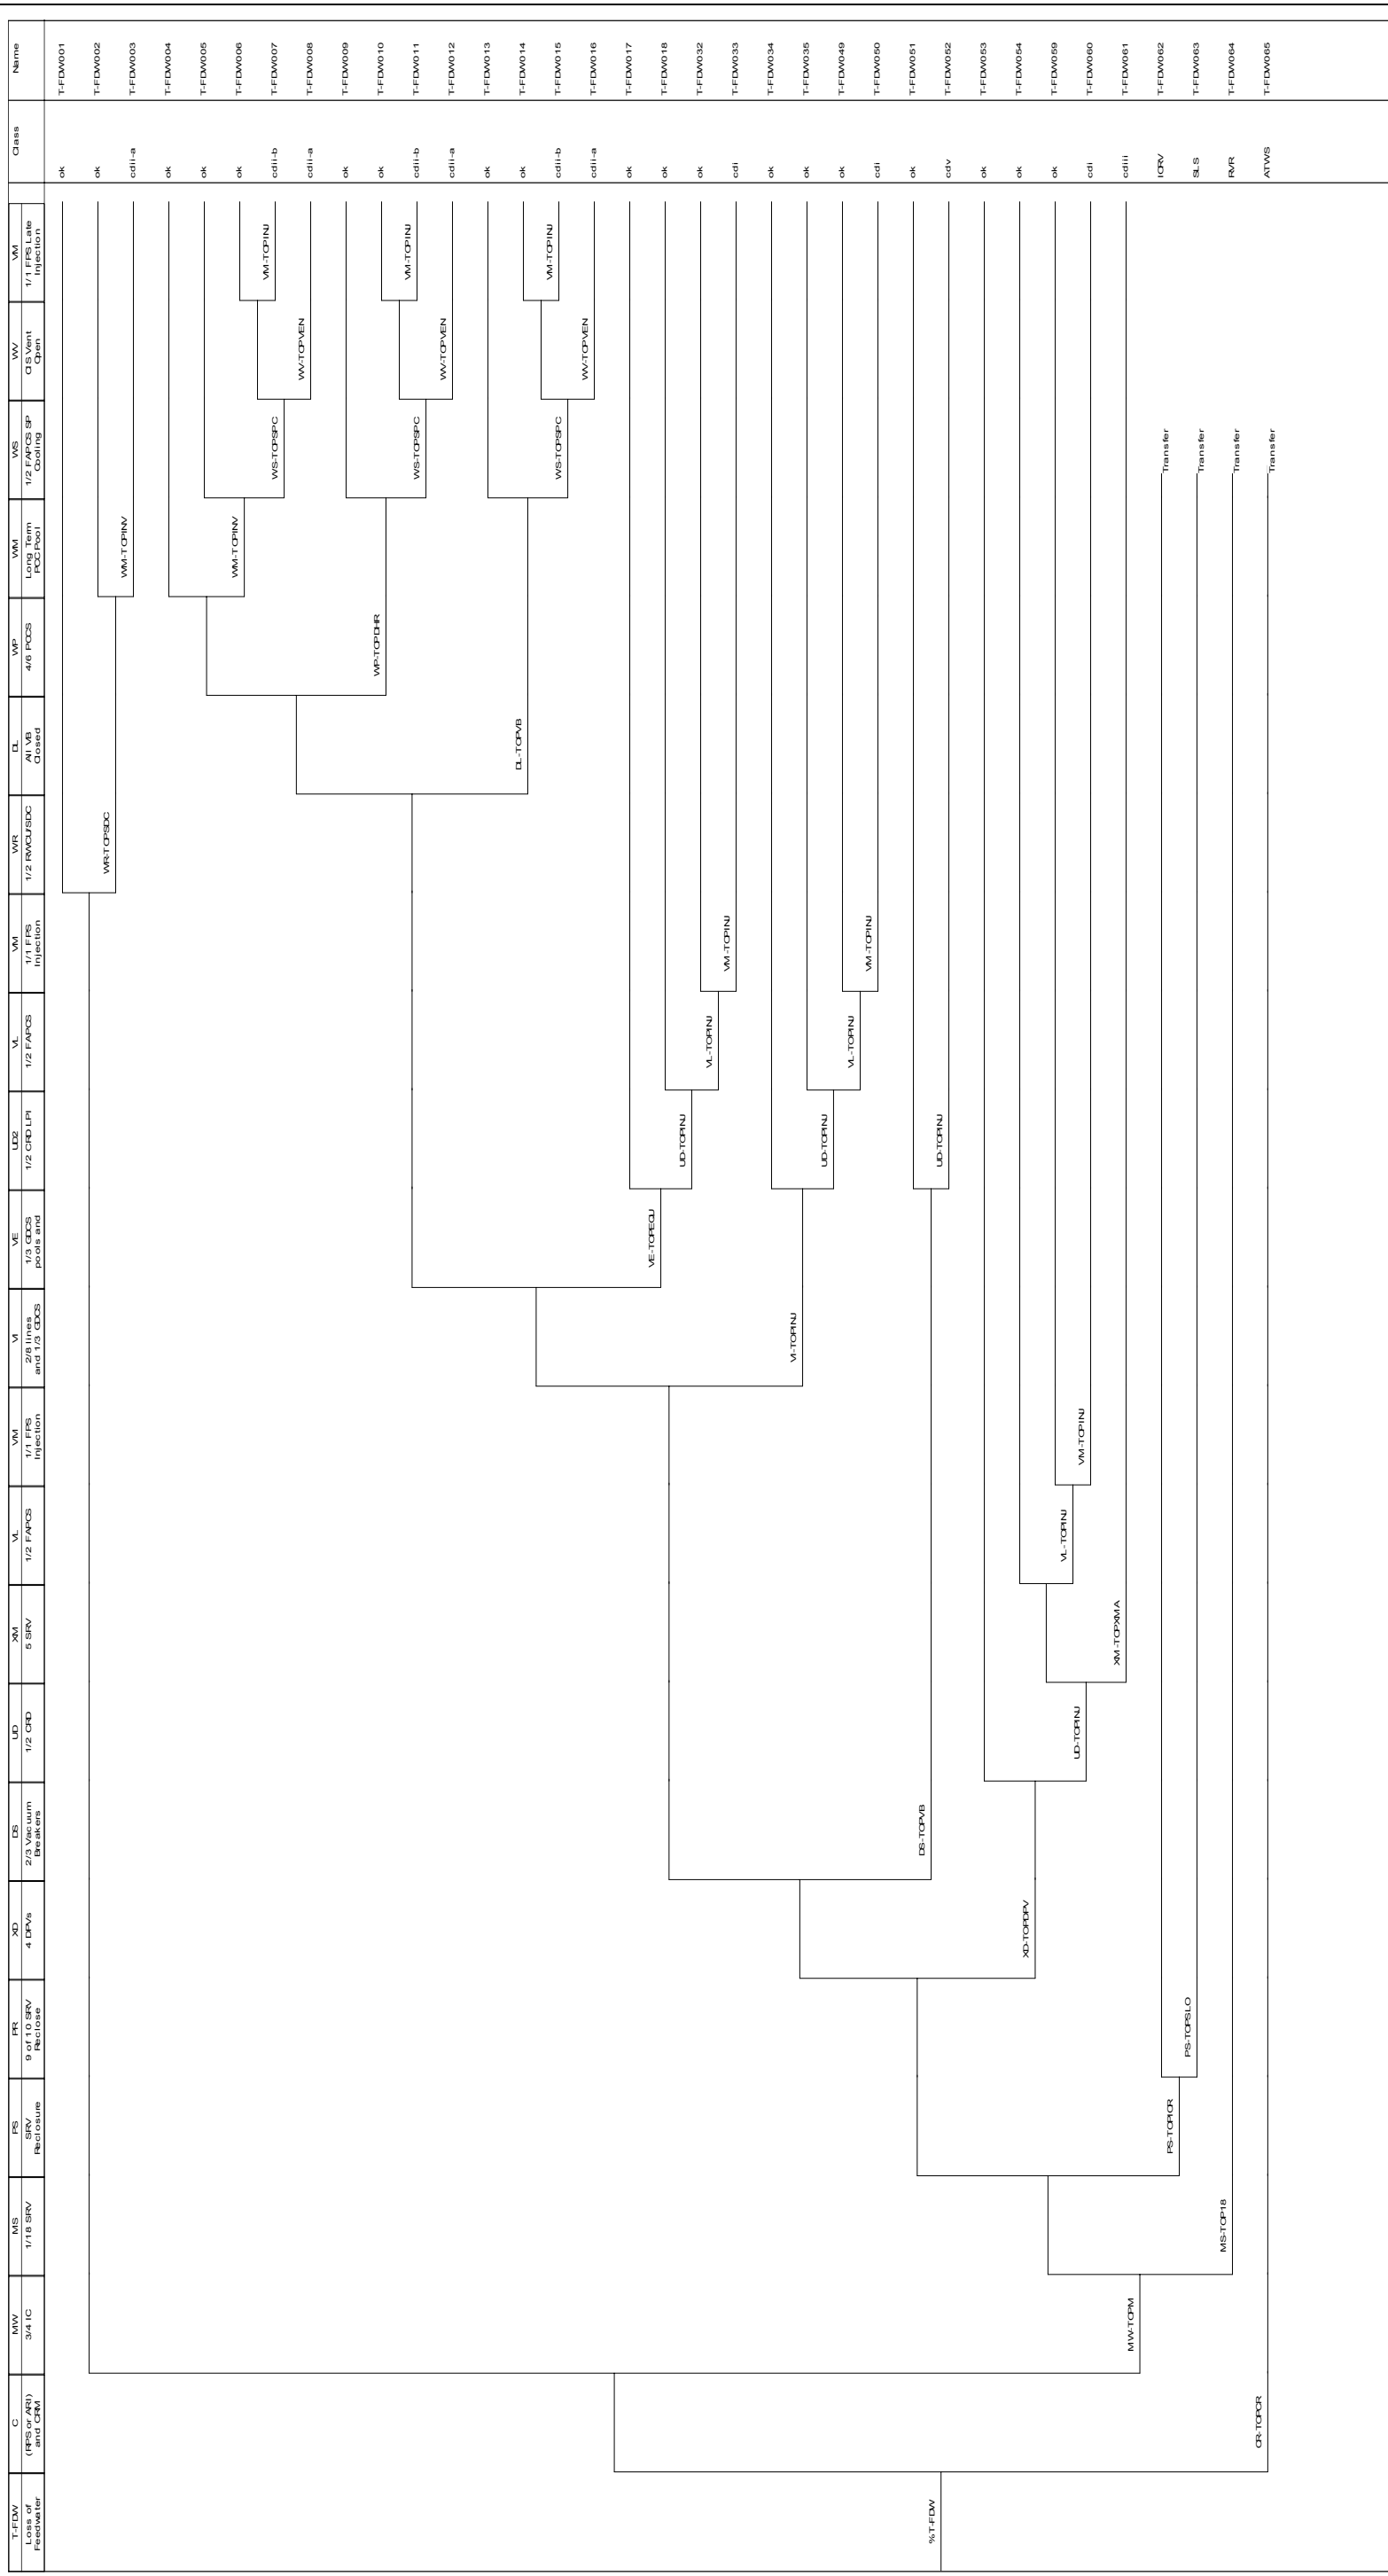 T-FDW C MW MS PS PR XD DS UD XM VL VM VI VE UD2 VL VM WR DL WP WM WS WV VM Class Name
Loss of Feedwater
(RPS or ARI) and CRM
3/4 IC
1/18 SRV
SRV Reclosure
9 of 10 SRV Reclose
4 DPVs
2/3 Vacuum Breakers
1/2 CRD
5 SRV
1/2 FAPCS
1/1 FPS Injection
2/8 lines and 1/3 GDCS
1/3 GDCS pools and
1/2 CRD LPI
1/2 FAPCS
1/1 FPS Injection
1/2 RWCU/SDC
All VB Closed
4/6 PCCS
Long Term PCC Pool
1/2 FAPCS SP Cooling
CIS Vent Open
1/1 FPS Late Injection
ok T-FDW001
ok T-FDW002
WR-TOPSDC
WM-TOPINV cdii-a T-FDW003
ok T-FDW004
ok T-FDW005
ok T-FDW006
WM-TOPINV
VM-TOPINJ cdii-b T-FDW007
WS-TOPSPC
WV-TOPVEN cdii-a T-FDW008
ok T-FDW009
ok T-FDW010
WP-TOPDHR
VM-TOPINJ cdii-b T-FDW011
WS-TOPSPC
WV-TOPVEN cdii-a T-FDW012
ok T-FDW013
ok T-FDW014
DL-TOPVB
VM-TOPINJ cdii-b T-FDW015
WS-TOPSPC
WV-TOPVEN cdii-a T-FDW016
ok T-FDW017
VE-TOPEQU
ok T-FDW018
UD-TOPINJ
ok T-FDW032
VL-TOPINJ
VM-TOPINJ cdi T-FDW033
ok T-FDW034
VI-TOPINJ
ok T-FDW035
UD-TOPINJ
ok T-FDW049
VL-TOPINJ
VM-TOPINJ cdi T-FDW050
ok T-FDW051
DS-TOPVB
%T-FDW
UD-TOPINJ cdv T-FDW052
ok T-FDW053
XD-TOPDPV
ok T-FDW054
ok T-FDW059
VL-TOPINJ
UD-TOPINJ
VM-TOPINJ cdi T-FDW060
XM-TOPXMA cdiii T-FDW061
MW-TOPM
Transfer IORV T-FDW062
PS-TOPIOR
PS-TOPSLO Transfer SLS T-FDW063
MS-TOP18 Transfer RVR T-FDW064
CR-TOPCR Transfer ATWS T-FDW065